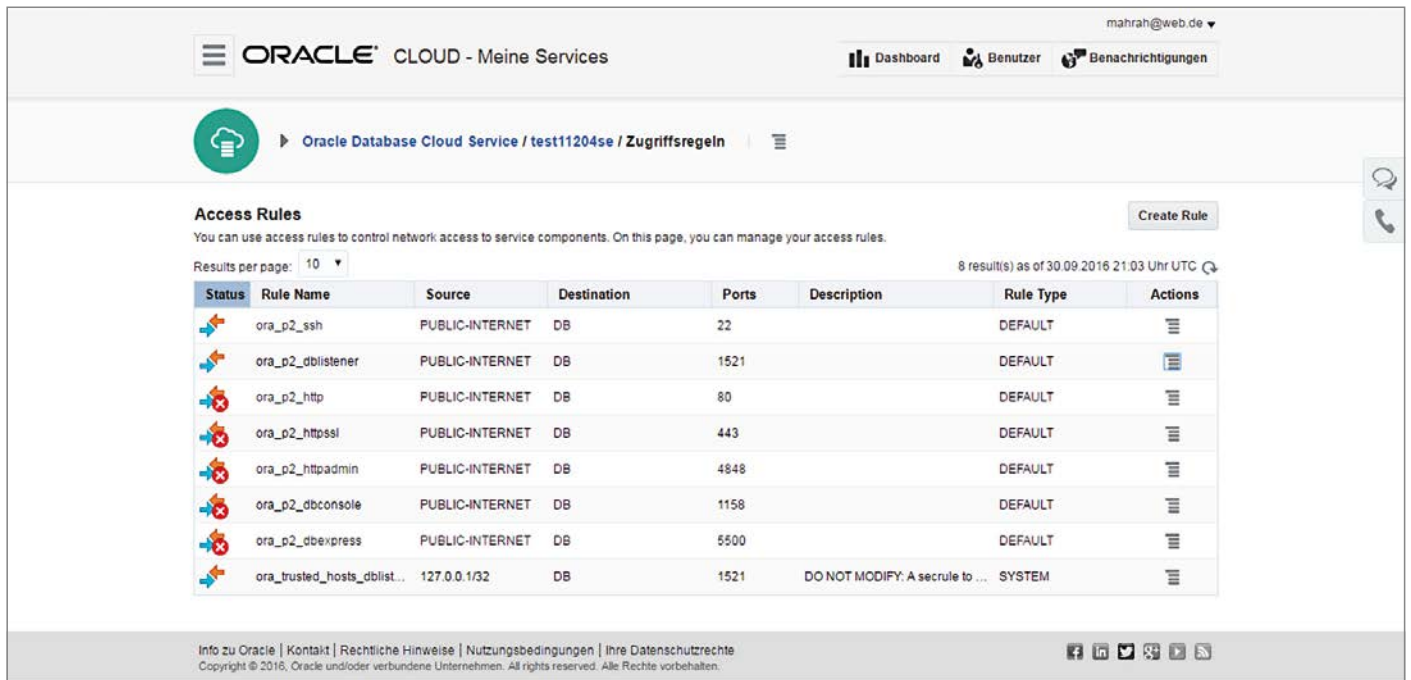 mahrah@web.de
ORACLE CLOUD - Meine Services
Dashboard Benutzer Benachrichtigungen
Oracle Database Cloud Service / test11204se / Zugriffsregeln
Access Rules
Create Rule
You can use access rules to control network access to service components. On this page, you can manage your access rules.
Results per page: 10
8 result(s) as of 30.09.2016 21:03 Uhr UTC
Status Rule Name Source Destination Ports Description Rule Type Actions
ora_p2_ssh PUBLIC-INTERNET DB 22 DEFAULT
ora_p2_dblistener PUBLIC-INTERNET DB 1521 DEFAULT
ora_p2_http PUBLIC-INTERNET DB 80 DEFAULT
ora_p2_httpssl PUBLIC-INTERNET DB 443 DEFAULT
ora_p2_httpadmin PUBLIC-INTERNET DB 4848 DEFAULT
ora_p2_dbconsole PUBLIC-INTERNET DB 1158 DEFAULT
ora_p2_dbexpress PUBLIC-INTERNET DB 5500 DEFAULT
ora_trusted_hosts_dblist... 127.0.0.1/32 DB 1521 DO NOT MODIFY: A secrule to ... SYSTEM
Info zu Oracle | Kontakt | Rechtliche Hinweise | Nutzungsbedingungen | Ihre Datenschutzrechte
Copyright © 2016, Oracle und/oder verbundene Unternehmen. All rights reserved. Alle Rechte vorbehalten.